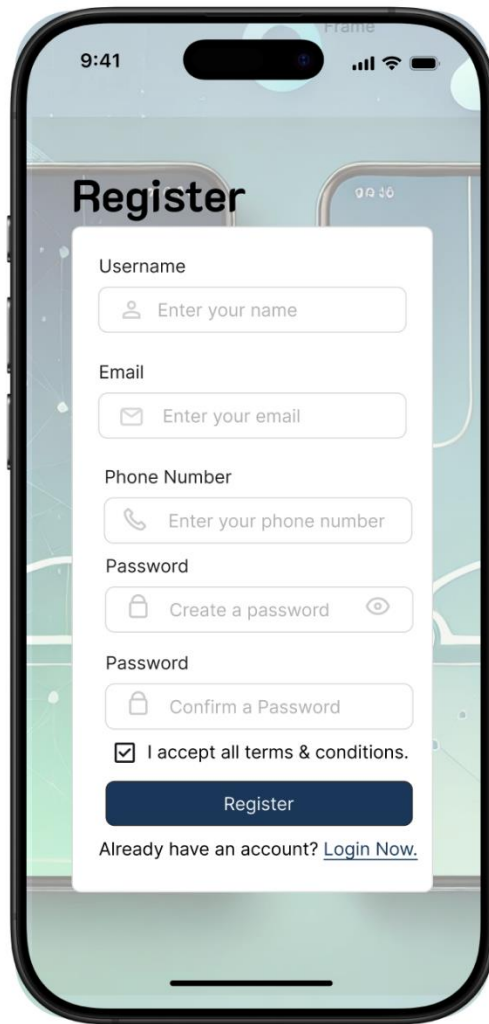 Frame
9:41
Register
Username
Enter your name
Email
Enter your email
Phone Number
Enter your phone number
Password
Create a password
Password
Confirm a Password
I accept all terms & conditions.
Register
Already have an account? Login Now.